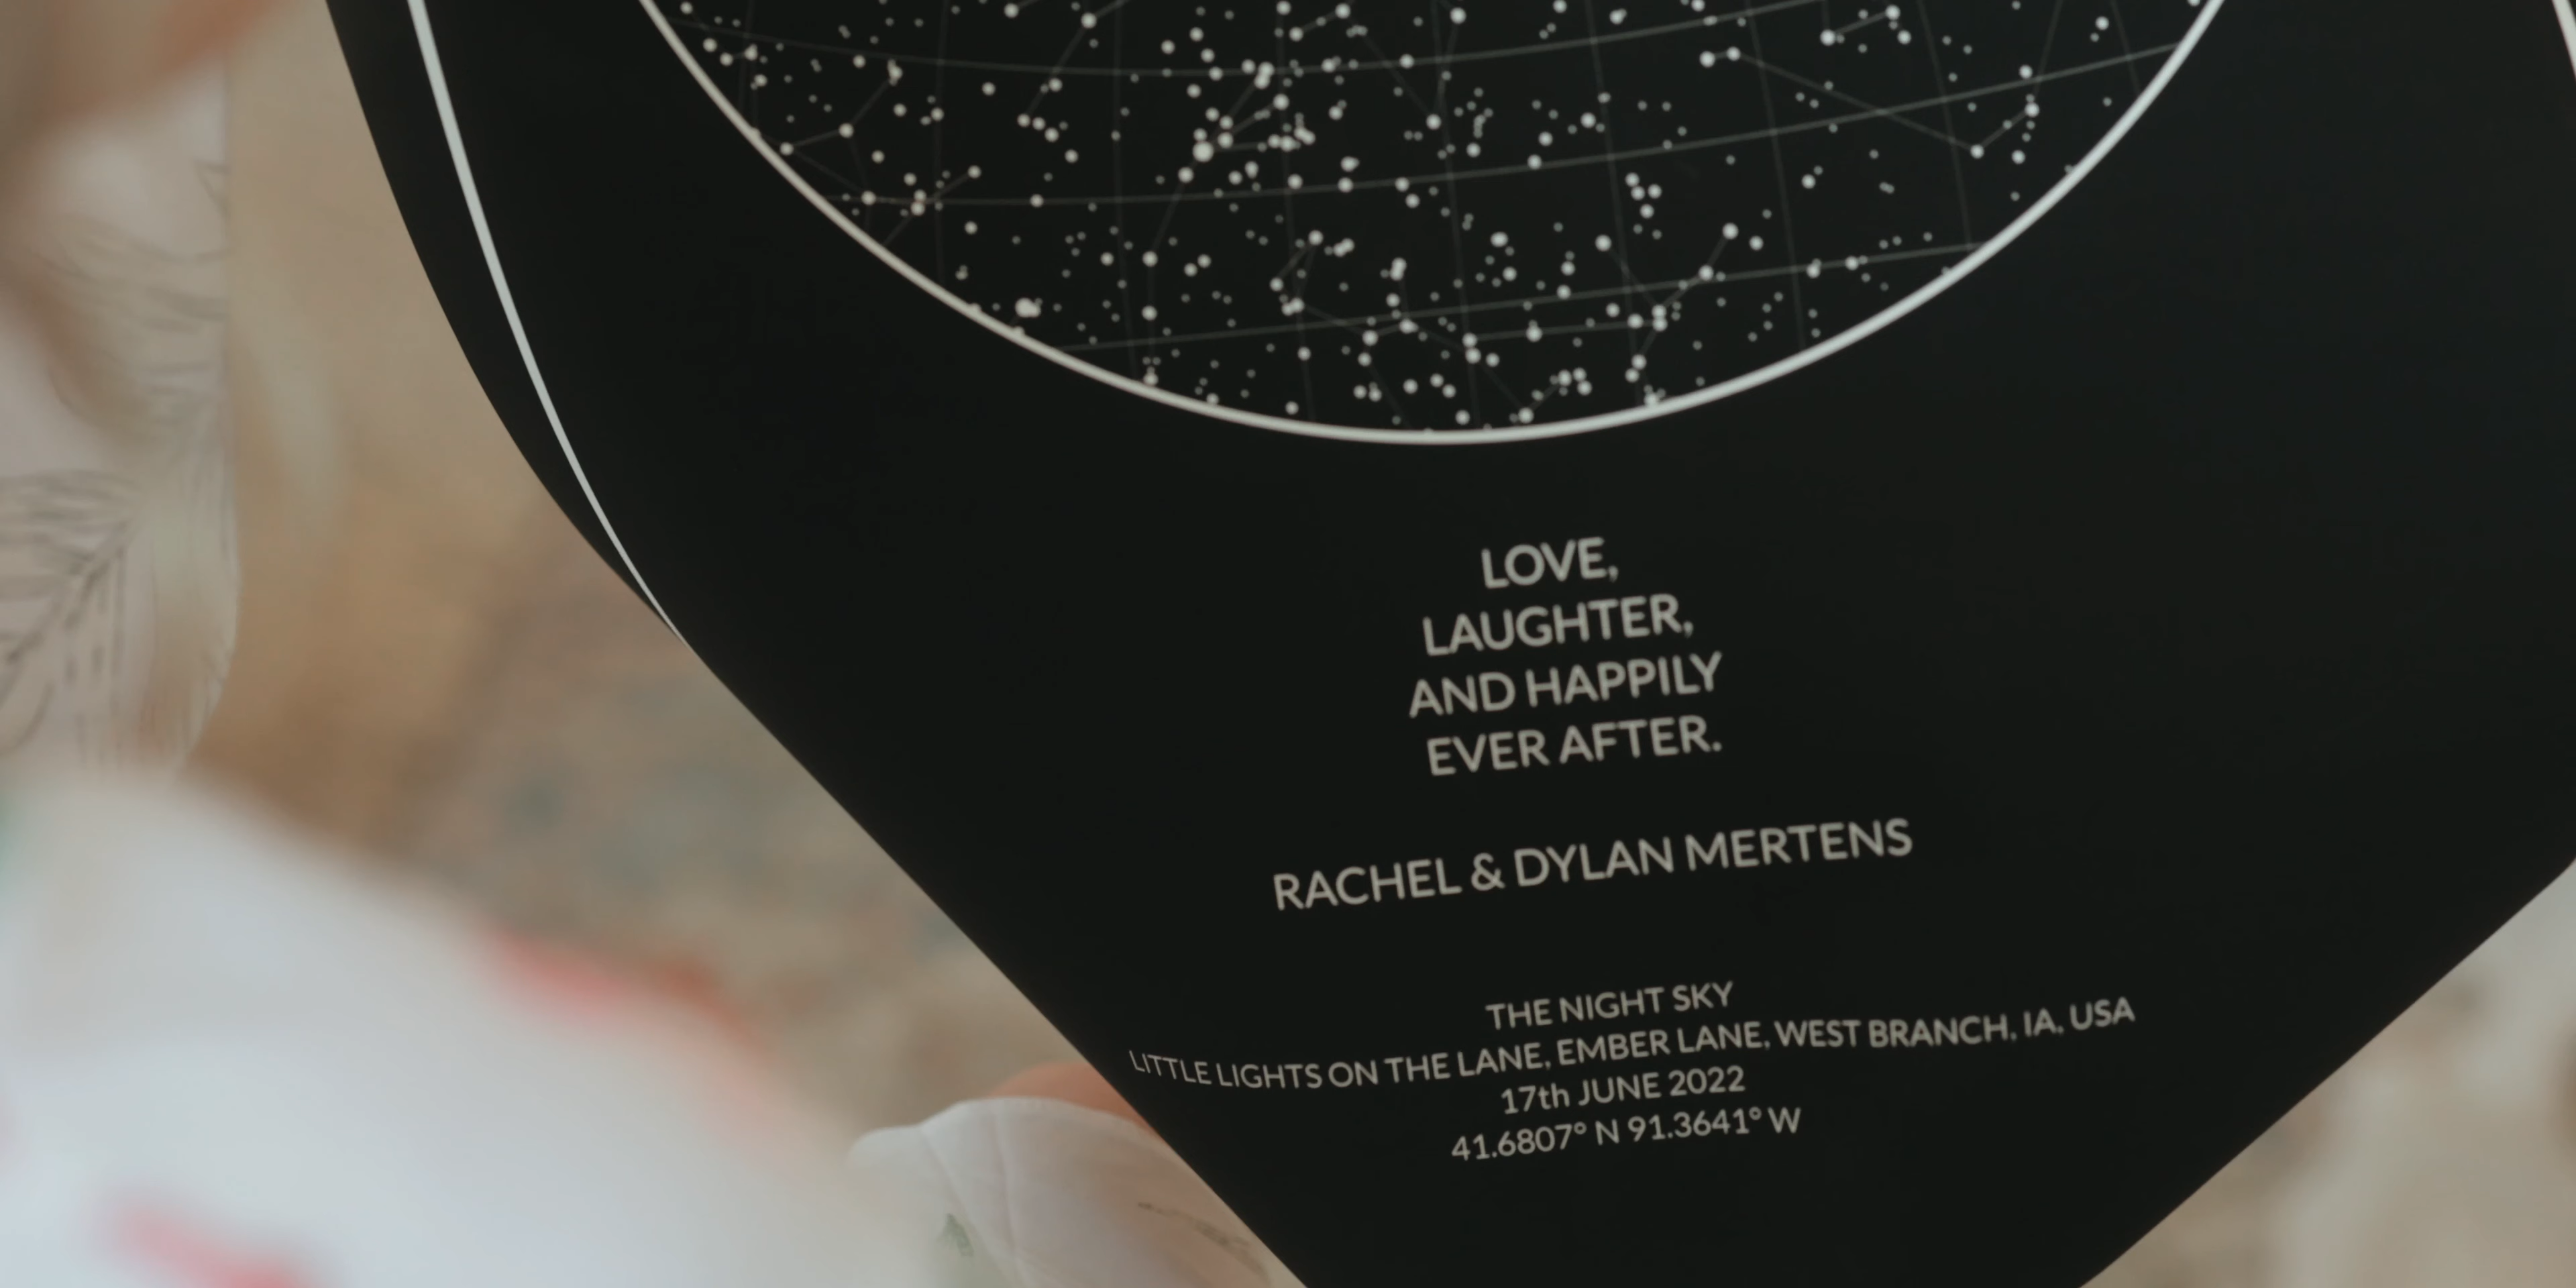 LOVE,
LAUGHTER,
AND HAPPILY
EVER AFTER.
RACHEL & DYLAN MERTENS
THE NIGHT SKY
LITTLE LIGHTS ON THE LANE, EMBER LANE, WEST BRANCH, IA, USA
17th JUNE 2022
41.6807° N 91.3641° W